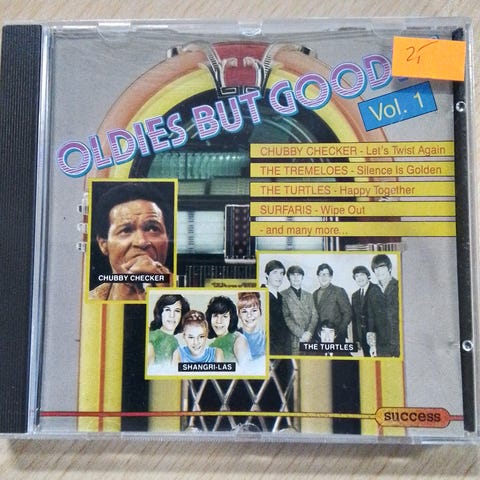 2,-
OLDIES BUT GOOD
Vol. 1
CHUBBY CHECKER - Let's Twist Again
THE TREMELOES - Silence Is Golden
THE TURTLES - Happy Together
SURFARIS - Wipe Out
- and many more...
CHUBBY CHECKER
SHANGRI-LAS
THE TURTLES
success